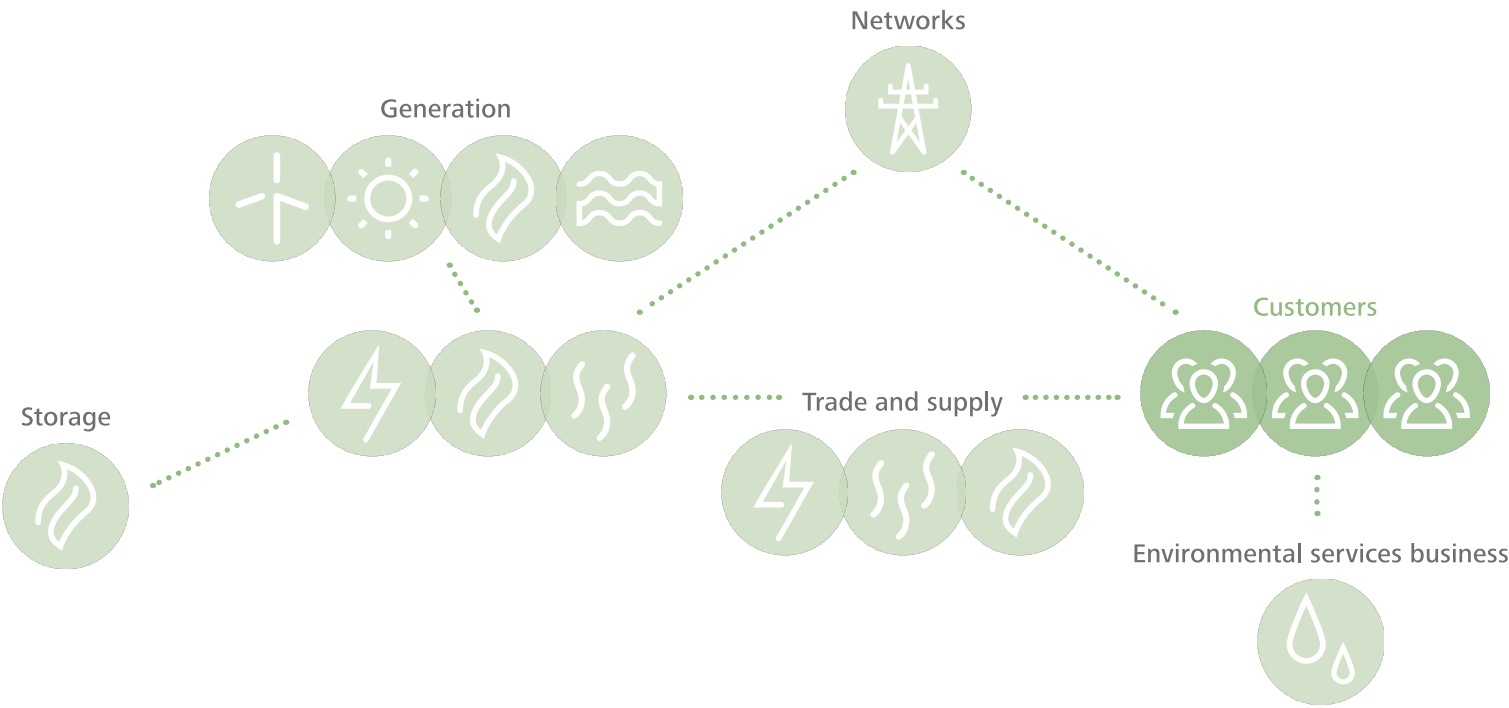 Networks
Generation
Customers
Trade and supply
Storage
Environmental services business